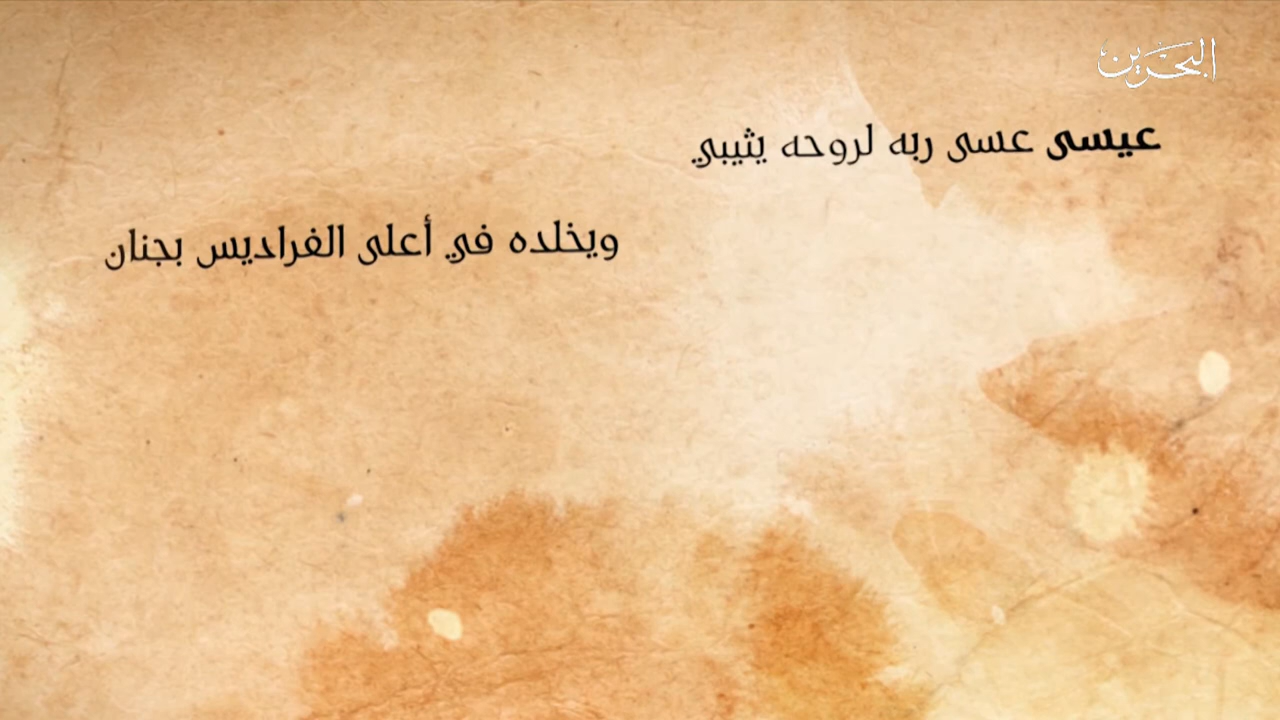 البحرين
عيسى عسى ربه لروحه يثيبي
ويخلده في أعلى الفراديس بجنان